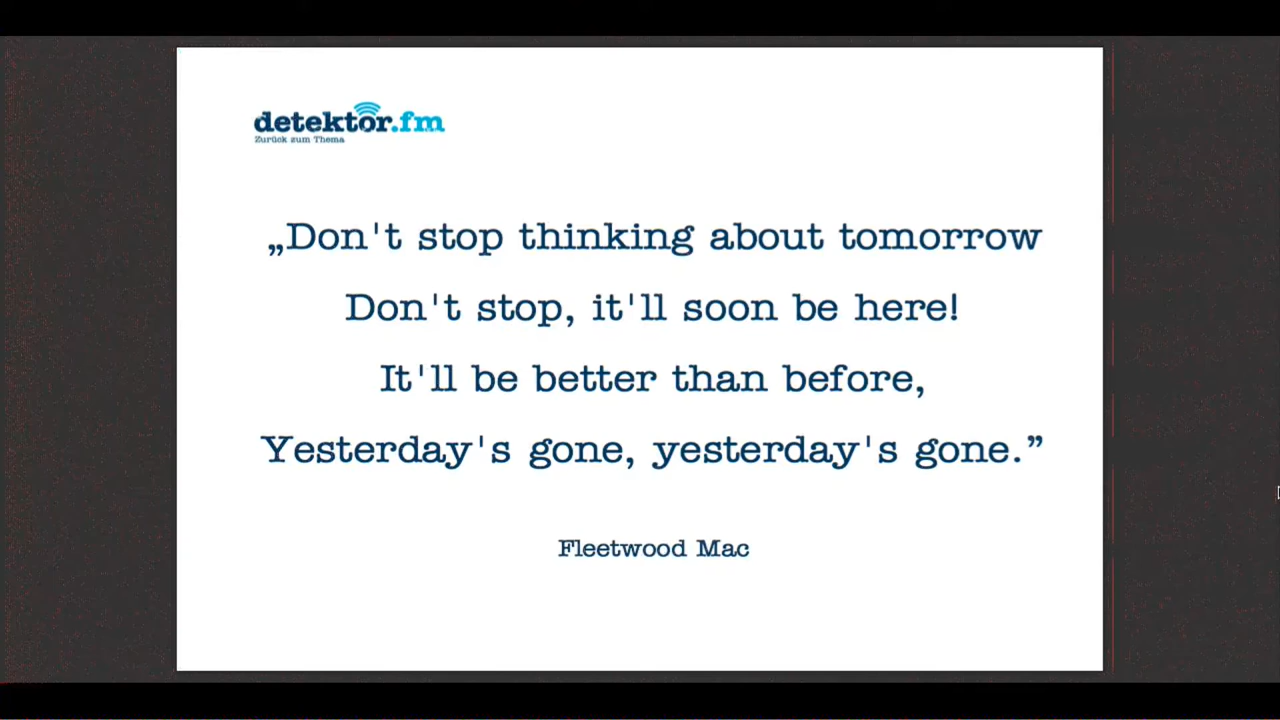 detektor.fm
Zurück zum Thema
„Don't stop thinking about tomorrow
Don't stop, it'll soon be here!
It'll be better than before,
Yesterday's gone, yesterday's gone.”
Fleetwood Mac